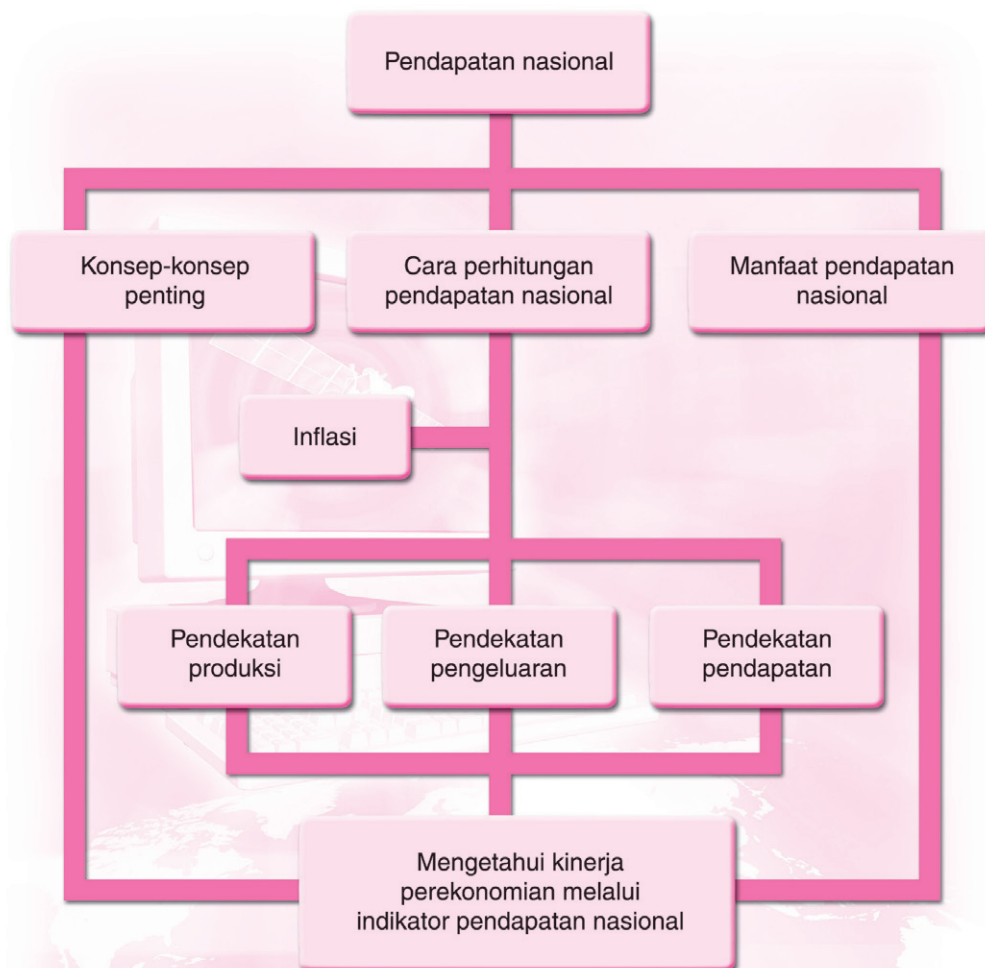 Pendapatan nasional
Konsep-konsep
penting
Cara perhitungan
pendapatan nasional
Manfaat pendapatan
nasional
Inflasi
Pendekatan
produksi
Pendekatan
pengeluaran
Pendekatan
pendapatan
Mengetahui kinerja
perekonomian melalui
indikator pendapatan nasional